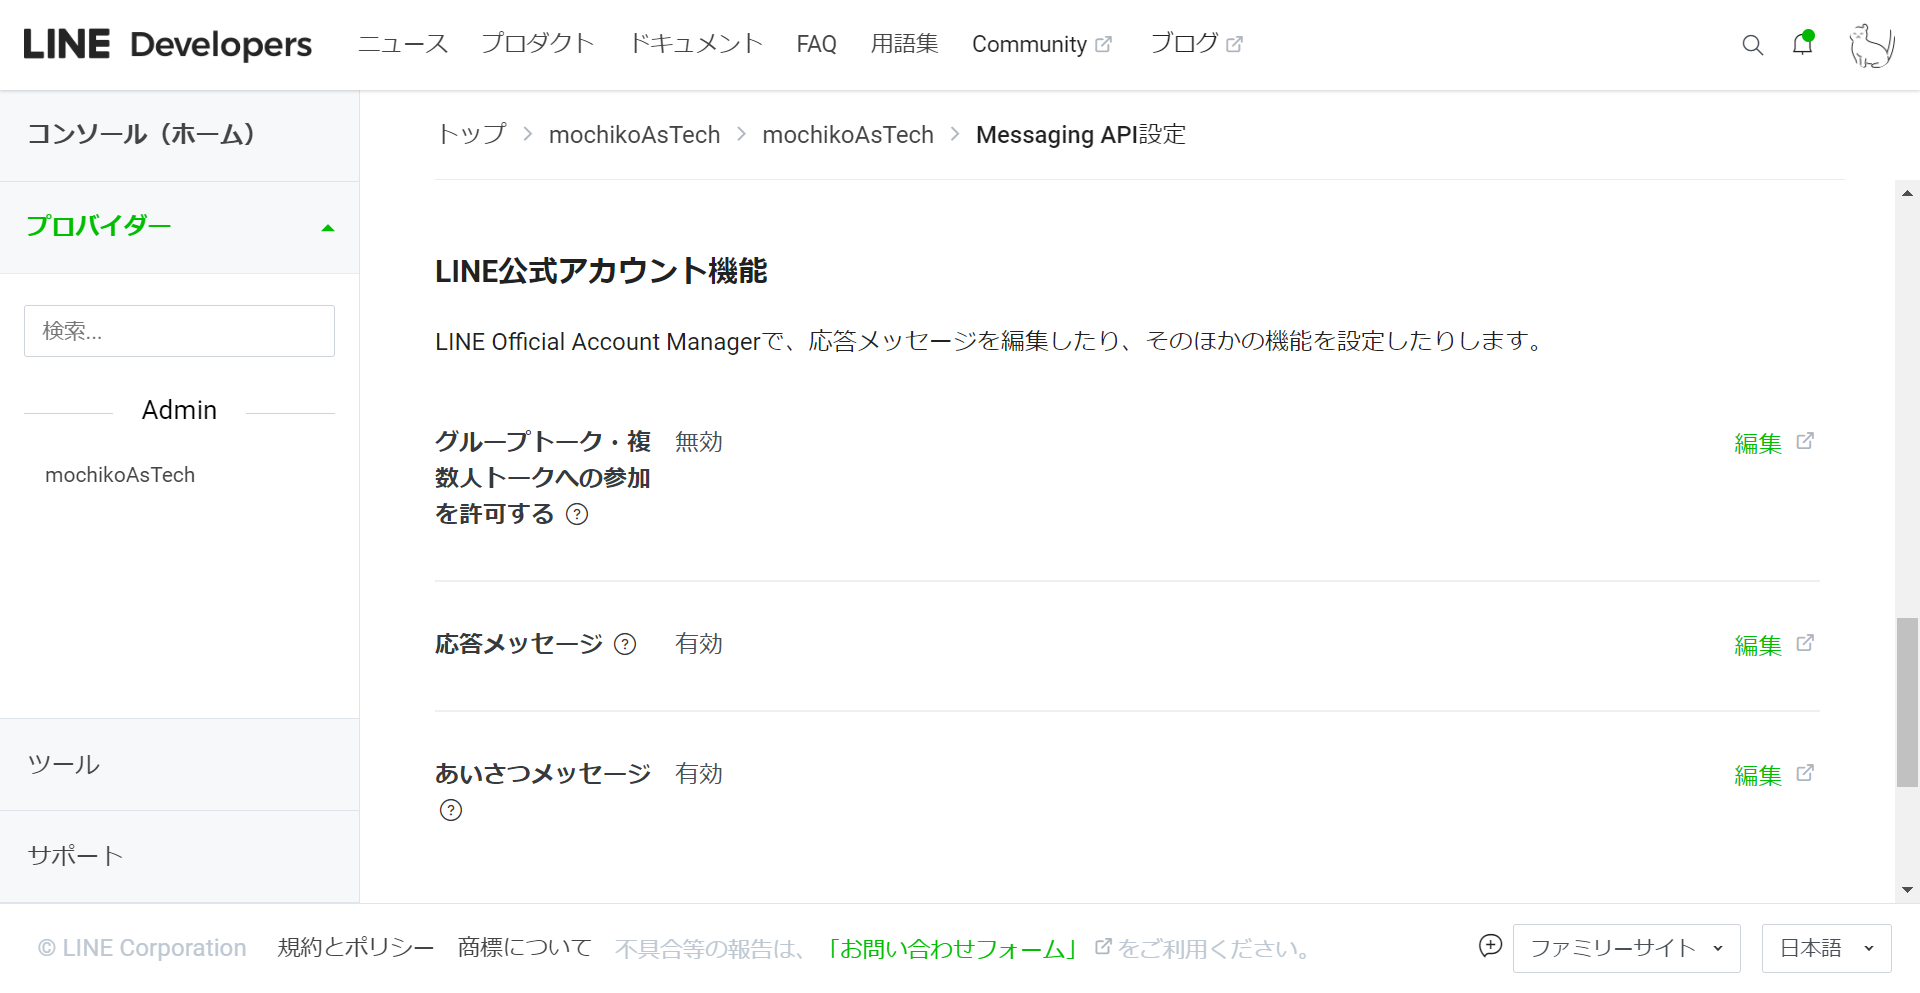 LINE Developers ニュース プロダクト ドキュメント FAQ 用語集 Community ブログ
コンソール（ホーム）
プロバイダー
検索...
Admin
mochikoAsTech
ツール
サポート
トップ > mochikoAsTech > mochikoAsTech > Messaging API設定
LINE公式アカウント機能
LINE Official Account Managerで、応答メッセージを編集したり、そのほかの機能を設定したりします。
グループトーク・複 無効 編集
数人トークへの参加
を許可する ?
応答メッセージ ? 有効 編集
あいさつメッセージ 有効 編集
?
© LINE Corporation 規約とポリシー 商標について 不具合等の報告は、「お問い合わせフォーム」をご利用ください。 ファミリーサイト 日本語